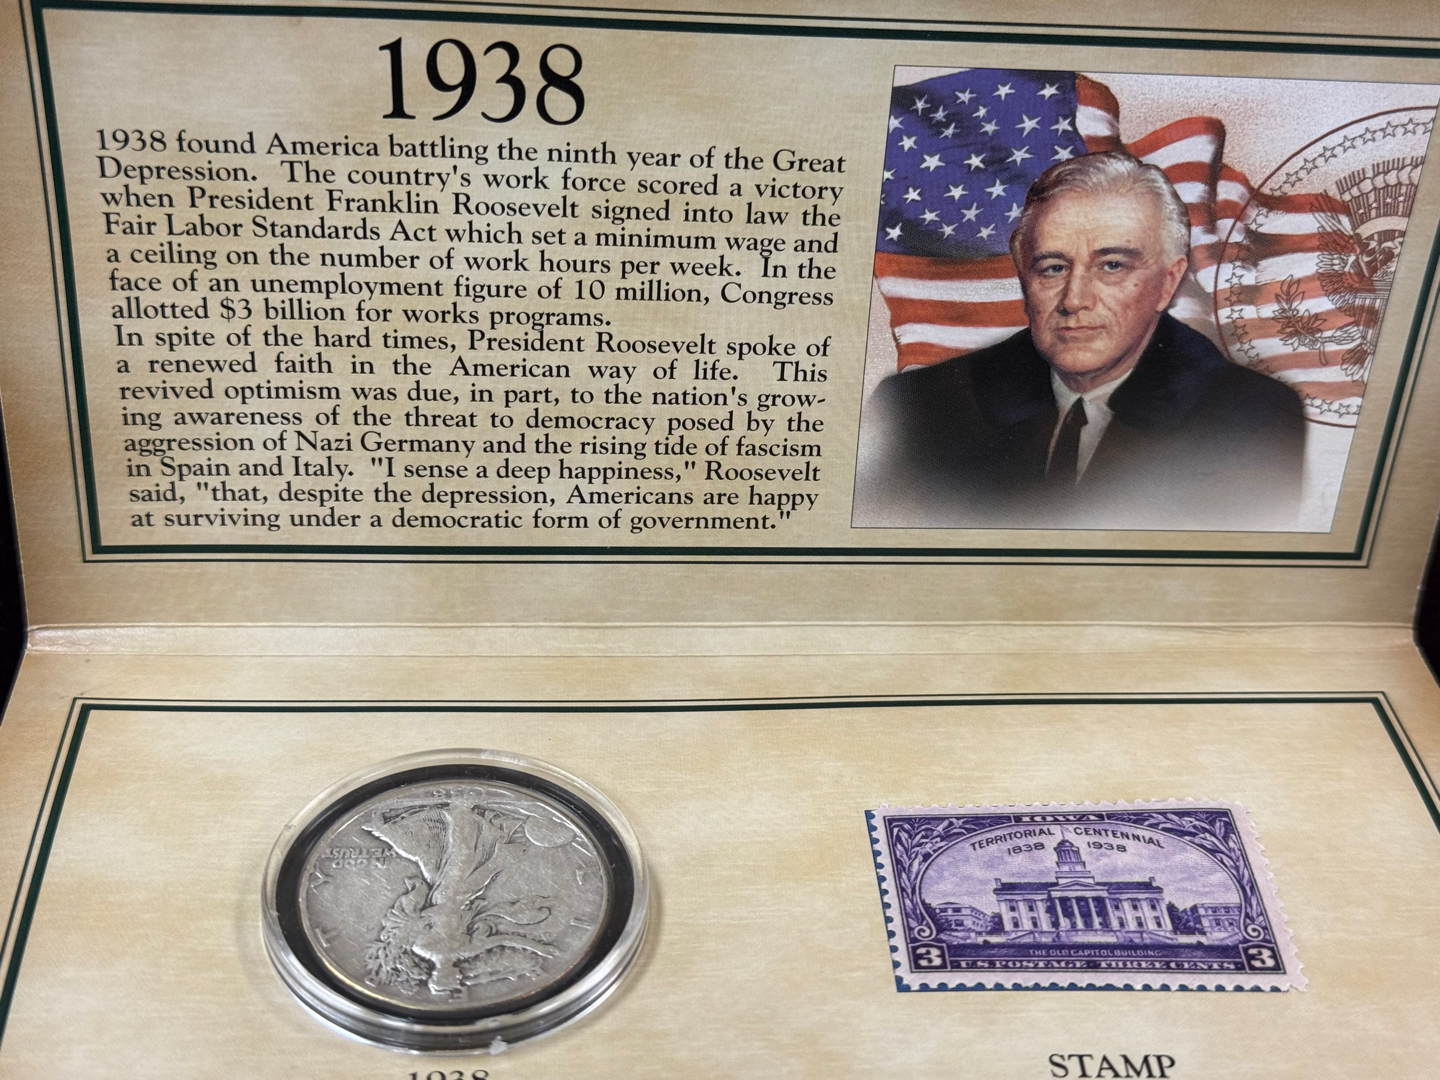 1938
1938 found America battling the ninth year of the Great
Depression. The country's work force scored a victory
when President Franklin Roosevelt signed into law the
Fair Labor Standards Act which set a minimum wage and
a ceiling on the number of work hours per week. In the
face of an unemployment figure of 10 million, Congress
allotted $3 billion for works programs.
In spite of the hard times, President Roosevelt spoke of
a renewed faith in the American way of life. This
revived optimism was due, in part, to the nation's grow-
ing awareness of the threat to democracy posed by the
aggression of Nazi Germany and the rising tide of fascism
in Spain and Italy. "I sense a deep happiness," Roosevelt
said, "that, despite the depression, Americans are happy
at surviving under a democratic form of government."
IN GOD
WE TRUST
IOWA
TERRITORIAL CENTENNIAL
1838 1938
THE OLD CAPITOL BUILDING
3 U.S. POSTAGE · THREE CENTS 3
1938
STAMP